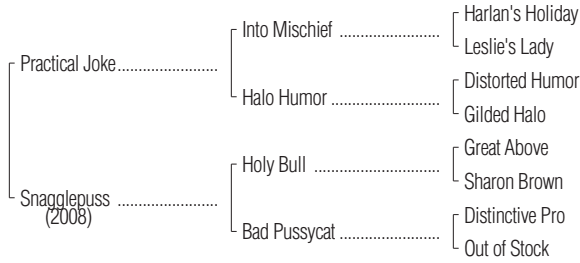 Harlan's Holiday
Into Mischief ......................
Leslie's Lady
Practical Joke......................
Distorted Humor
Halo Humor ........................
Gilded Halo
Great Above
Holy Bull ............................
Sharon Brown
Snagglepuss ......................
(2008)
Distinctive Pro
Bad Pussycat ......................
Out of Stock